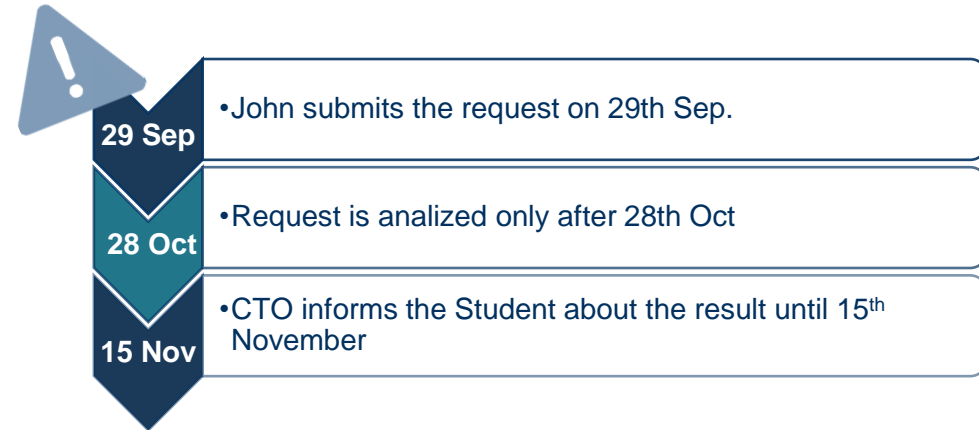 29 Sep
•John submits the request on 29th Sep.
28 Oct
•Request is analized only after 28th Oct
15 Nov
•CTO informs the Student about the result until 15th
November